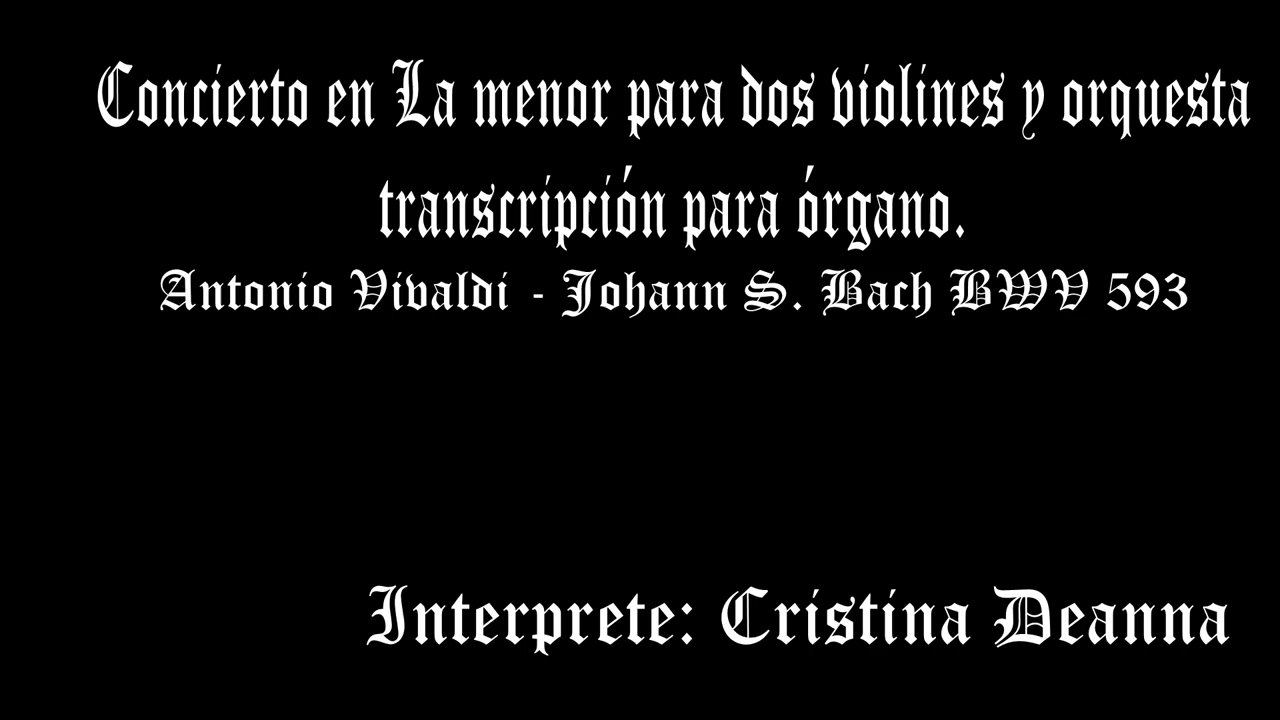 Concierto en La menor para dos violines y orquesta
transcripción para órgano.
Antonio Vivaldi - Johann S. Bach BWV 593
Interprete: Cristina Deanna